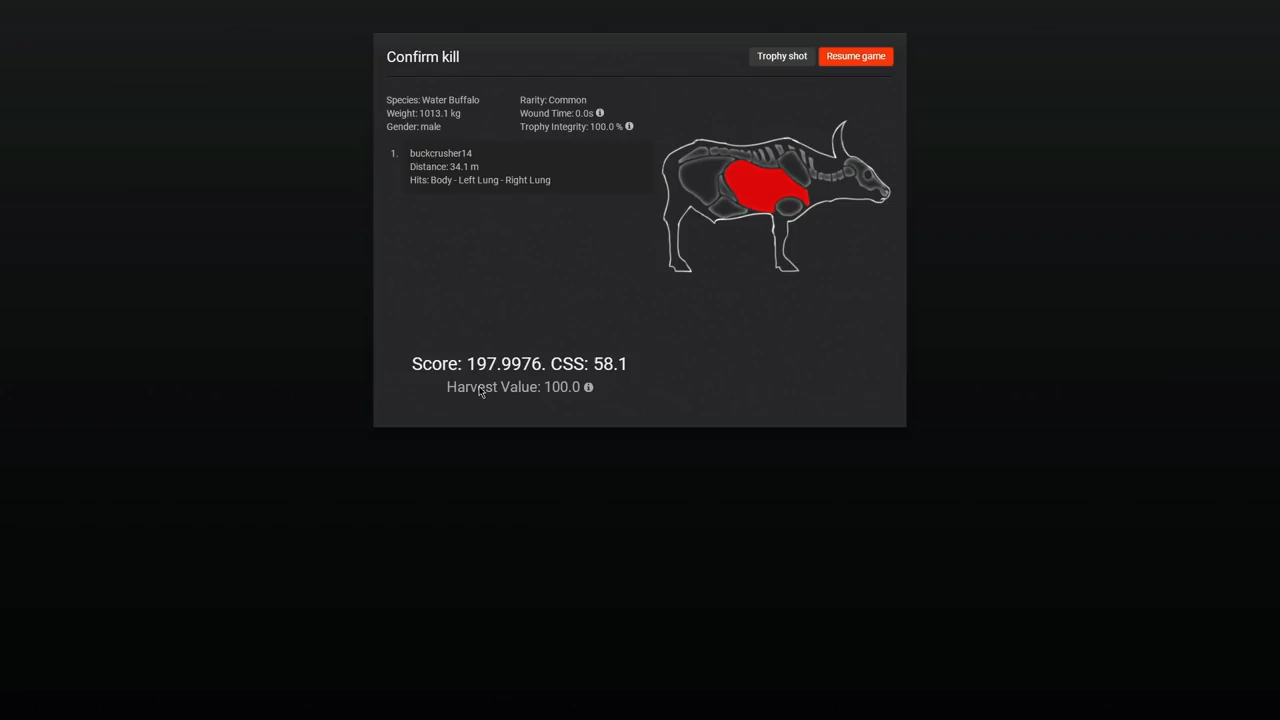 Confirm kill
Trophy shot
Resume game
Species: Water Buffalo
Rarity: Common
Weight: 1013.1 kg
Wound Time: 0.0s
Gender: male
Trophy Integrity: 100.0 %
1. buckcrusher14
Distance: 34.1 m
Hits: Body - Left Lung - Right Lung
Score: 197.9976. CSS: 58.1
Harvest Value: 100.0